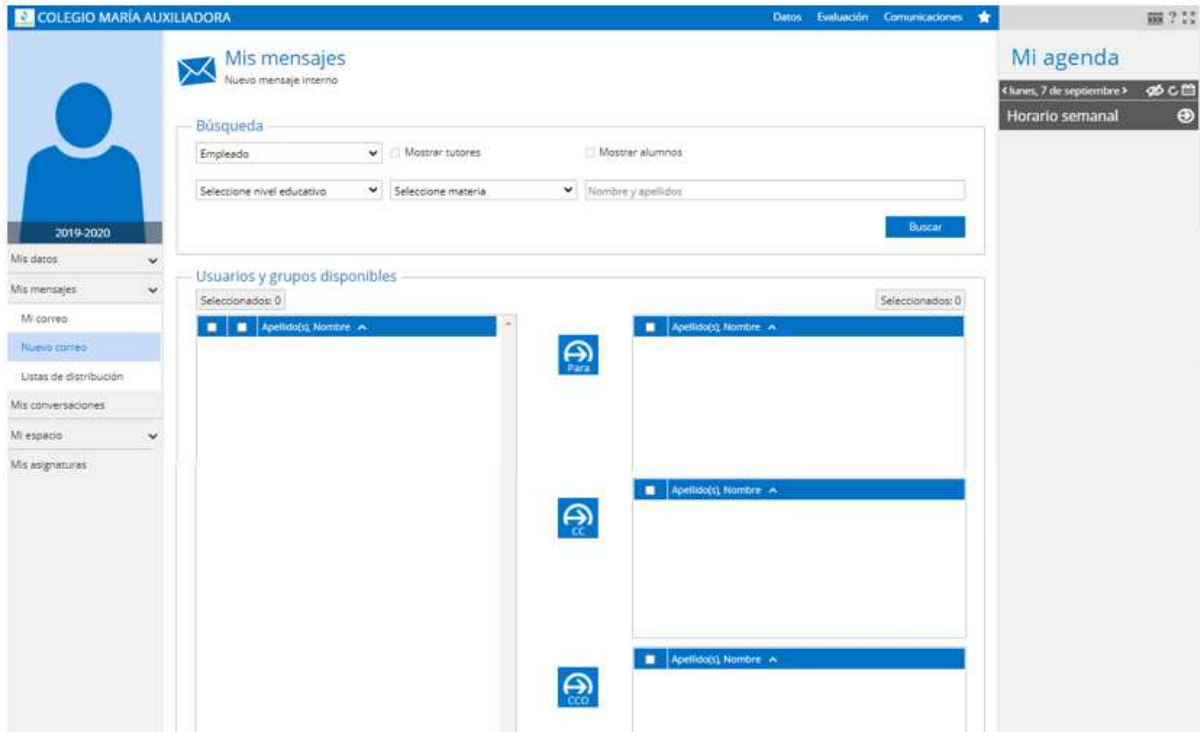 COLEGIO MARÍA AUXILIADORA
Datos Evaluación Comunicaciones
?
Mis mensajes
Nuevo mensaje interno
Mi agenda
lunes, 7 de septiembre
Horario semanal
Búsqueda
Empleado
Mostrar tutores
Mostrar alumnos
Seleccione nivel educativo
Seleccione materia
Nombre y apellidos
Buscar
2019-2020
Mis datos
Mis mensajes
Mi correo
Nuevo correo
Listas de distribución
Mis conversaciones
Mi espacio
Mis asignaturas
Usuarios y grupos disponibles
Seleccionados: 0
Seleccionados: 0
Apellido(s), Nombre
Para
Apellido(s), Nombre
CC
Apellido(s), Nombre
CCO
Apellido(s), Nombre